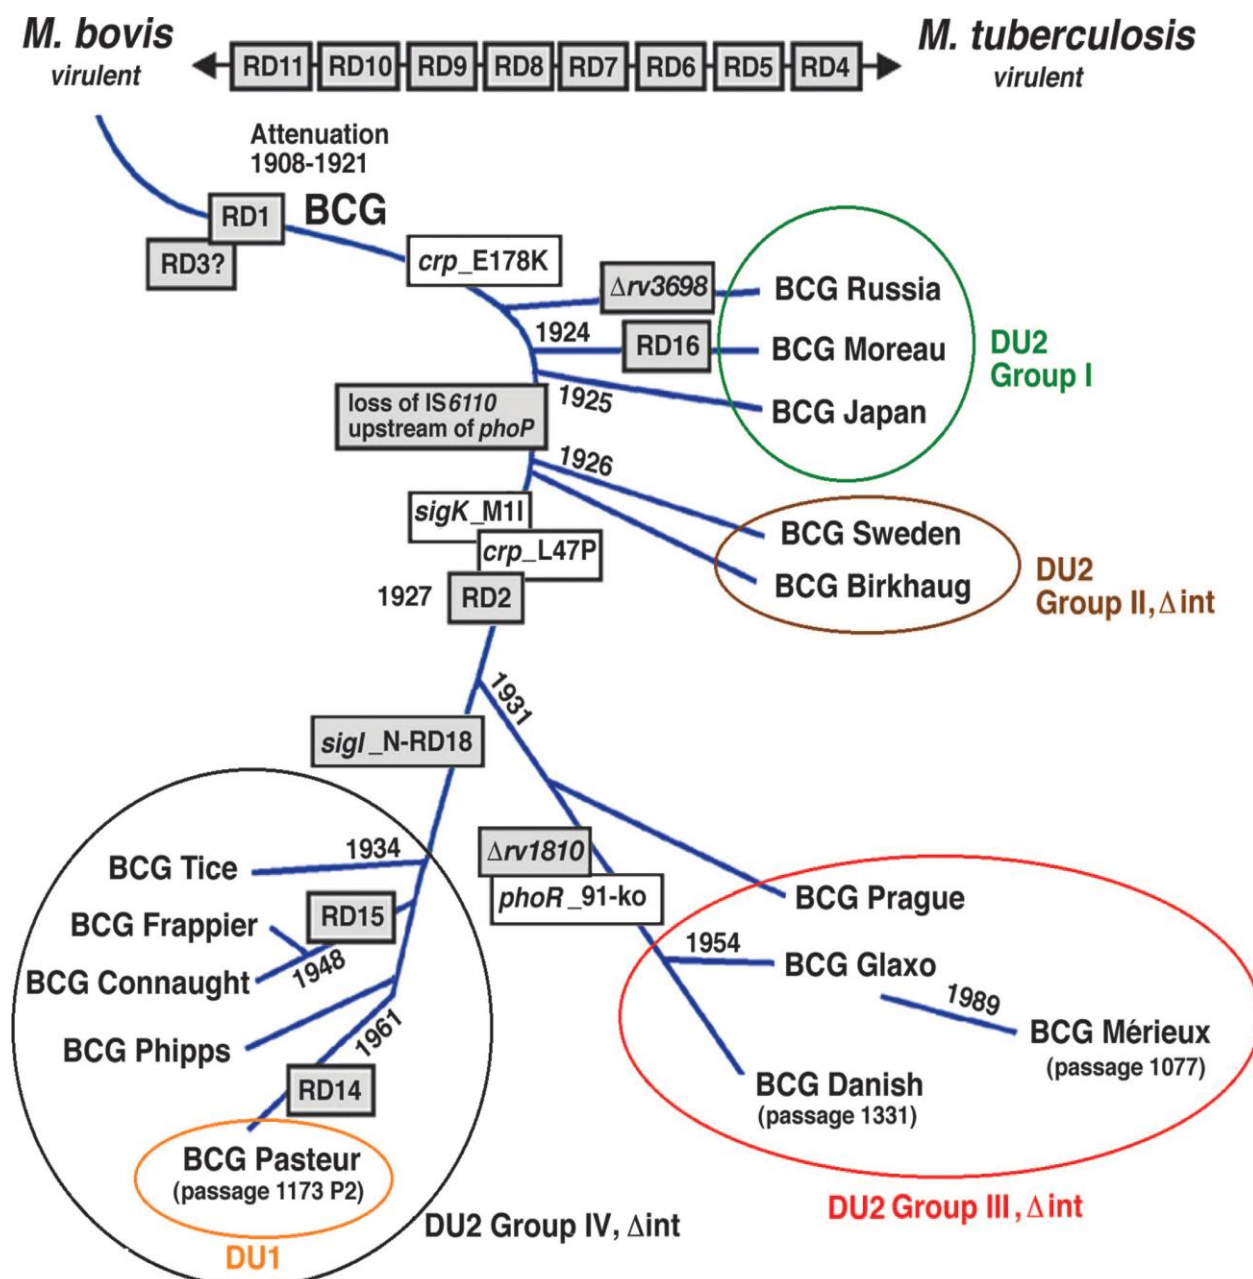 M. bovis
virulent
RD11 RD10 RD9 RD8 RD7 RD6 RD5 RD4
M. tuberculosis
virulent
Attenuation
1908-1921
RD1
BCG
RD3?
crp_E178K
Δrv3698
BCG Russia
1924
RD16
BCG Moreau
DU2
Group I
1925
BCG Japan
loss of IS6110
upstream of phoP
1926
sigK_M1I
crp_L47P
BCG Sweden
BCG Birkhaug
DU2
Group II, Δint
1927
RD2
1931
sigI_N-RD18
1934
BCG Tice
Δrv1810
phoR_91-ko
RD15
BCG Frappier
BCG Connaught
1948
BCG Prague
1954
BCG Glaxo
1989
BCG Mérieux
(passage 1077)
BCG Phipps
1961
RD14
BCG Danish
(passage 1331)
BCG Pasteur
(passage 1173 P2)
DU1
DU2 Group IV, Δint
DU2 Group III, Δint